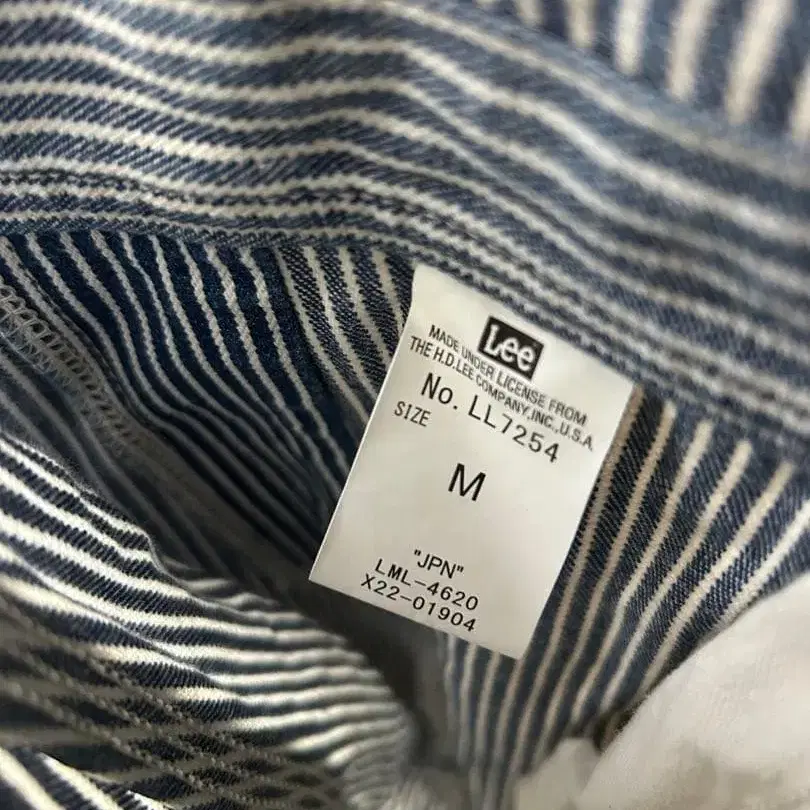 Lee
MADE UNDER LICENSE FROM
THE H.D.LEE COMPANY,INC.,U.S.A.
No. LL7254
SIZE
M
"JPN"
LML-4620
X22-01904